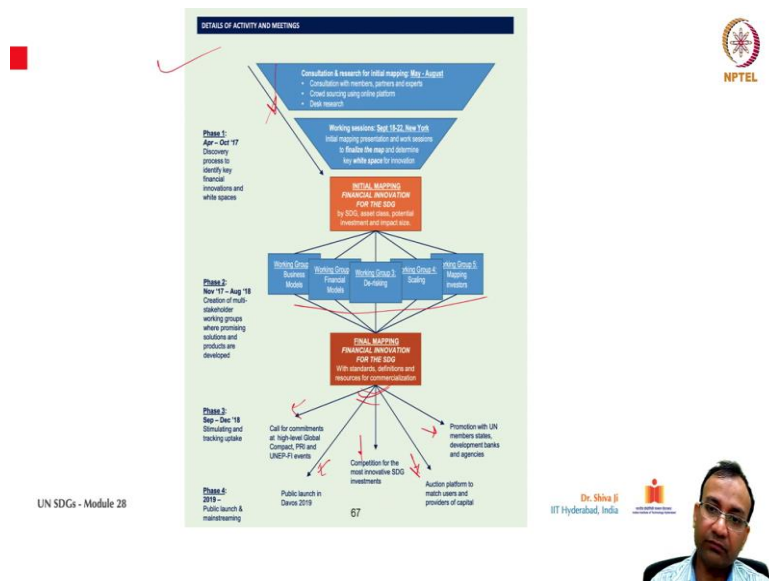 DETAILS OF ACTIVITY AND MEETINGS
NPTEL
Consultation & research for initial mapping: May - August
• Consultation with members, partners and experts
• Crowd sourcing using online platform
• Desk research
Working sessions: Sept 18-22, New York
Initial mapping presentation and work sessions
to finalize the map and determine
key white space for innovation
Phase 1:
Apr – Oct '17
Discovery
process to
identify key
financial
innovations and
white spaces
INITIAL MAPPING
FINANCIAL INNOVATION
FOR THE SDG
by SDG, asset class, potential
investment and impact size.
Working Group
Business
Models
Working Group
Financial
Models
Working Group 3:
De-risking
rking Group 4:
Scaling
rking Group 5:
Mapping
investors
Phase 2:
Nov '17 – Aug '18
Creation of multi-
stakeholder
working groups
where promising
solutions and
products are
developed
FINAL MAPPING
FINANCIAL INNOVATION
FOR THE SDG
With standards, definitions and
resources for commercialization
Phase 3:
Sep – Dec '18
Stimulating and
tracking uptake
Call for commitments
at high-level Global
Compact, PRI and
UNEP-FI events
Promotion with UN
members states,
development banks
and agencies
Competition for the
most innovative SDG
investments
Phase 4:
2019 –
Public launch &
mainstreaming
Public launch in
Davos 2019
Auction platform to
match users and
providers of capital
67
UN SDGs - Module 28
Dr. Shiva Ji
IIT Hyderabad, India